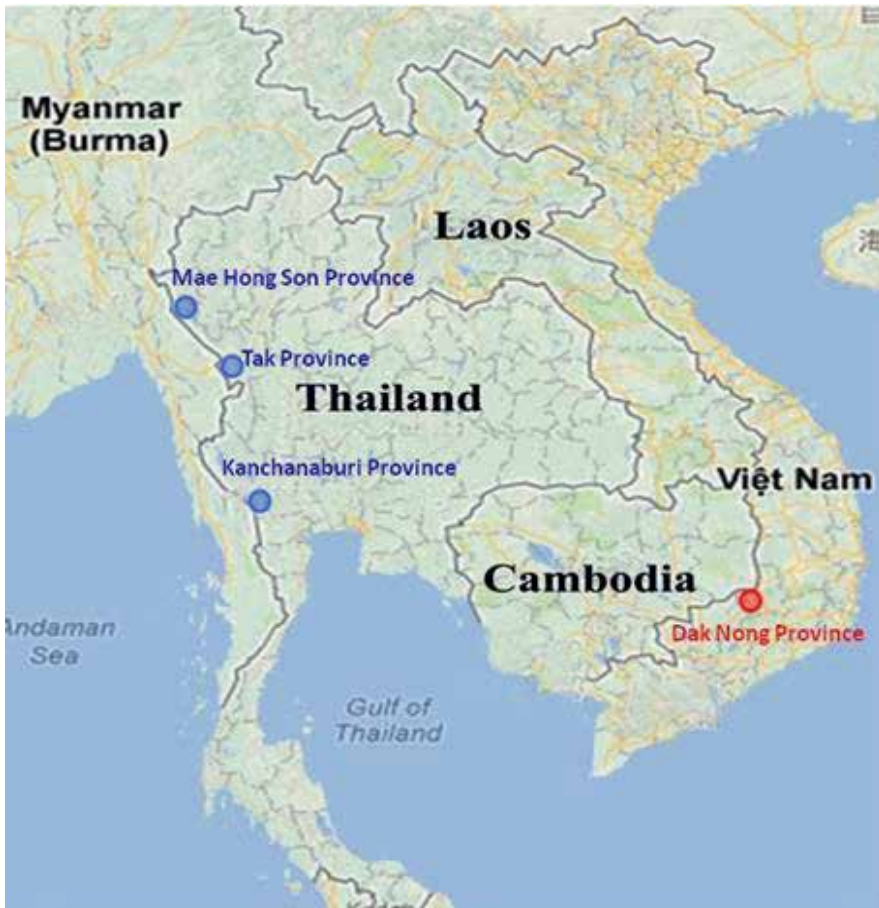 Myanmar
(Burma)
Laos
海
Mae Hong Son Province
Tak Province
Thailand
Kanchanaburi Province
Việt Nam
Cambodia
Dak Nong Province
Andaman
Sea
Gulf of
Thailand